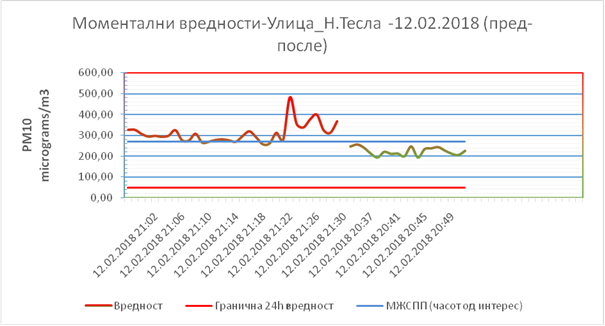 Моментални вредности-Улица_Н.Тесла -12.02.2018 (пред-
после)
PM10
micrograms/m3
600,00
500,00
400,00
300,00
200,00
100,00
0,00
12.02.2018 21:02
12.02.2018 21:06
12.02.2018 21:10
12.02.2018 21:14
12.02.2018 21:18
12.02.2018 21:22
12.02.2018 21:26
12.02.2018 21:30
12.02.2018 20:37
12.02.2018 20:41
12.02.2018 20:45
12.02.2018 20:49
Вредност
Гранична 24h вредност
МЖСПП (часот од интерес)